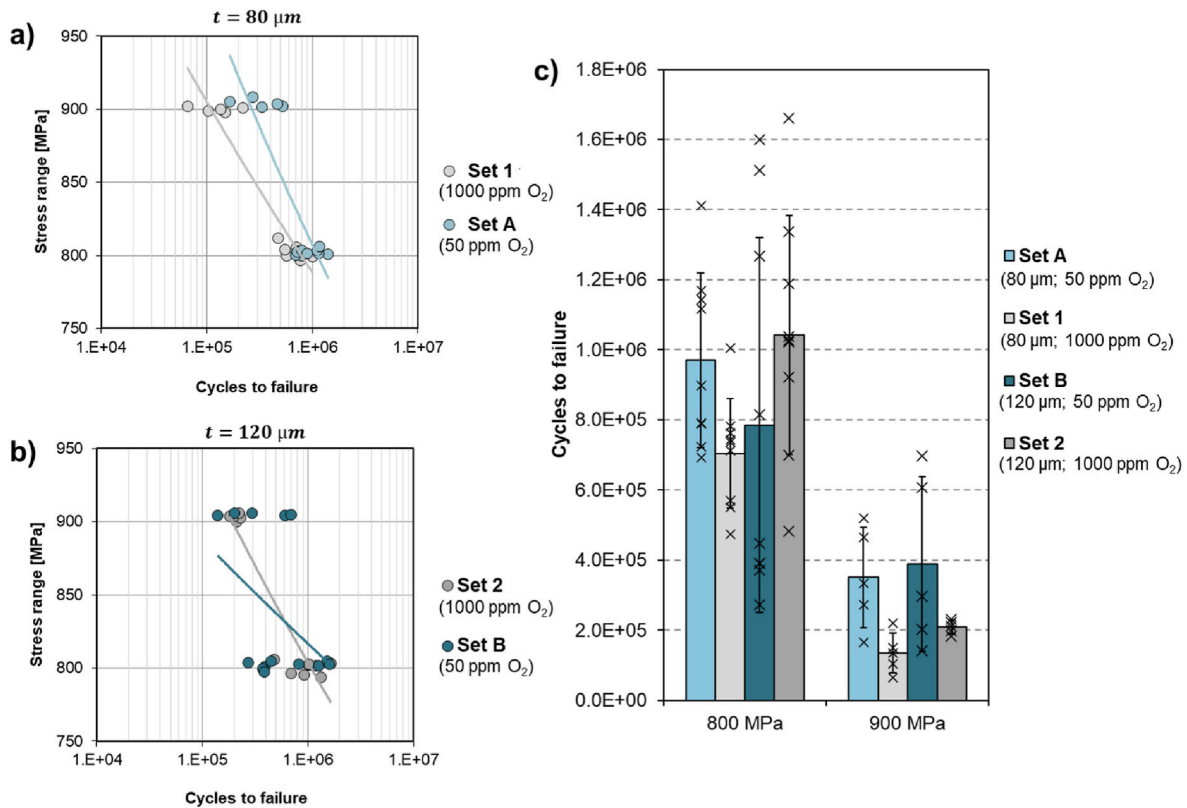 a)
t = 80 μm
950
900
850
800
750
Stress range [MPa]
1.E+04 1.E+05 1.E+06 1.E+07
Cycles to failure
Set 1
(1000 ppm O₂)
Set A
(50 ppm O₂)
b)
t = 120 μm
950
900
850
800
750
Stress range [MPa]
1.E+04 1.E+05 1.E+06 1.E+07
Cycles to failure
Set 2
(1000 ppm O₂)
Set B
(50 ppm O₂)
c)
1.8E+06
1.6E+06
1.4E+06
1.2E+06
1.0E+06
8.0E+05
6.0E+05
4.0E+05
2.0E+05
0.0E+00
Cycles to failure
800 MPa 900 MPa
Set A
(80 μm; 50 ppm O₂)
Set 1
(80 μm; 1000 ppm O₂)
Set B
(120 μm; 50 ppm O₂)
Set 2
(120 μm; 1000 ppm O₂)